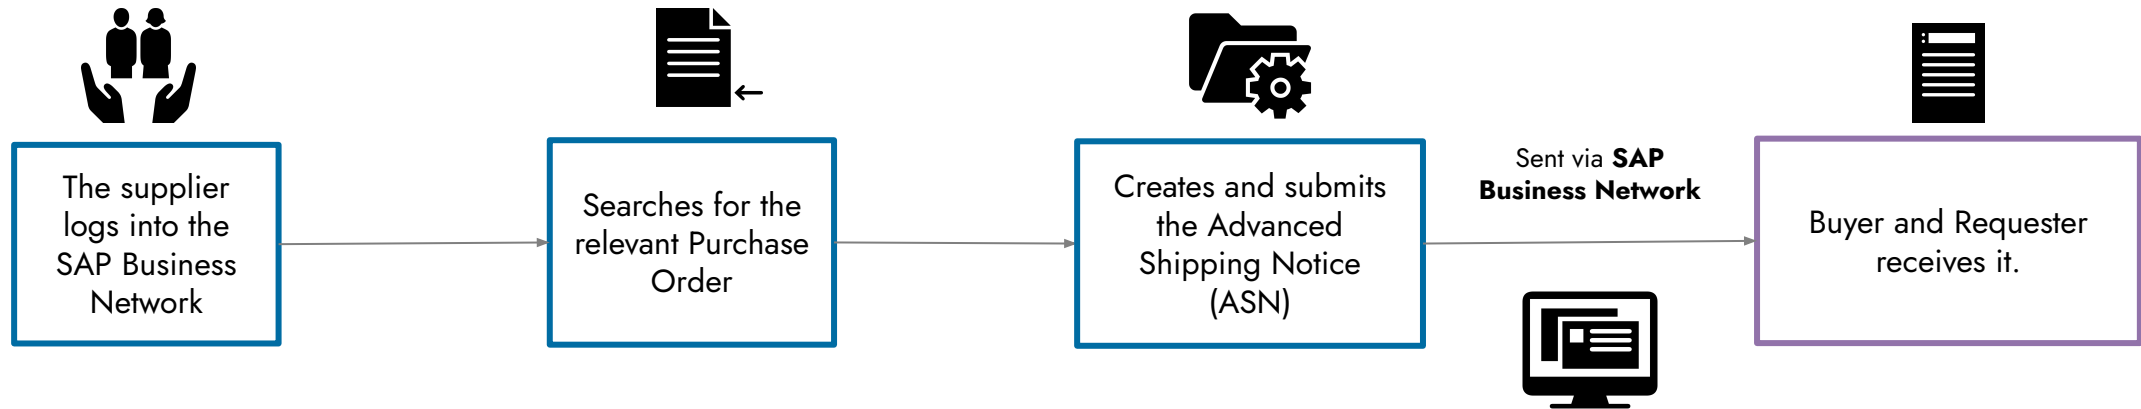 The supplier
logs into the
SAP Business
Network
Searches for the
relevant Purchase
Order
Creates and submits
the Advanced
Shipping Notice
(ASN)
Sent via SAP
Business Network
Buyer and Requester
receives it.